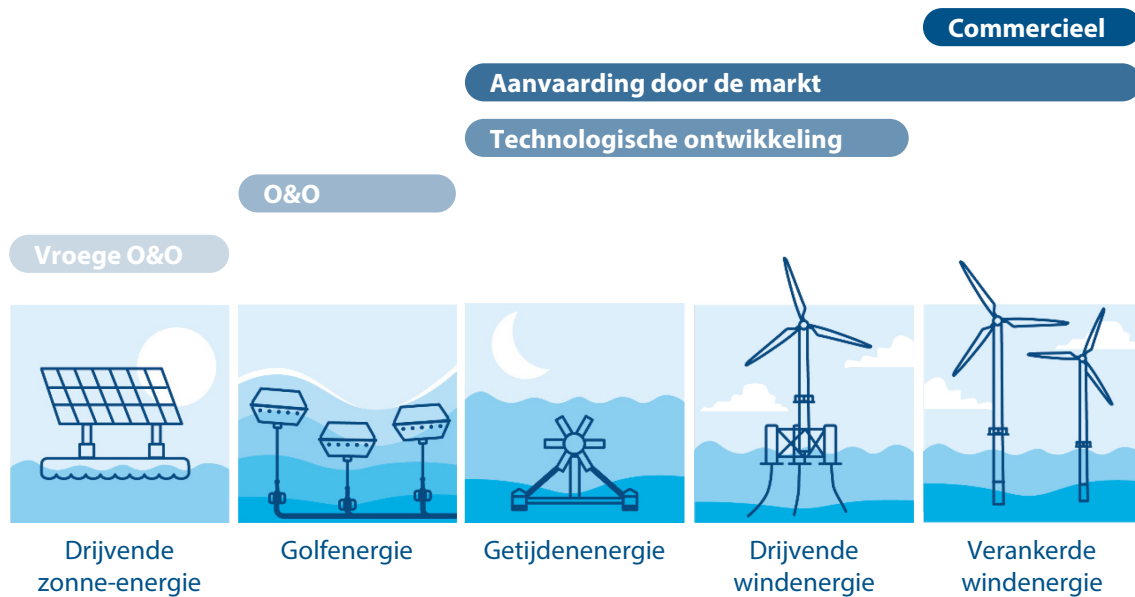 Commercieel
Aanvaarding door de markt
Technologische ontwikkeling
O&O
Vroege O&O
Drijvende
zonne-energie
Golfenergie
Getijdenenergie
Drijvende
windenergie
Verankerde
windenergie